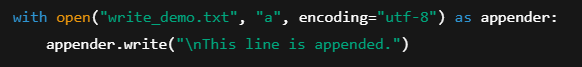 with open("write_demo.txt", "a", encoding="utf-8") as appender:
    appender.write("\nThis line is appended.")